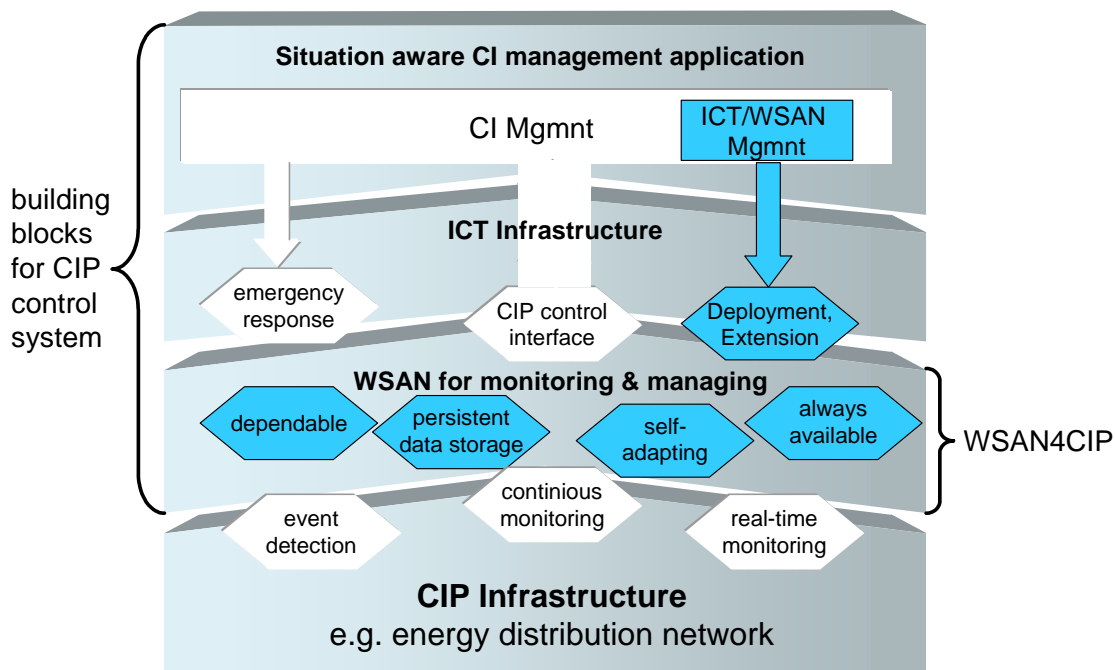 Situation aware CI management application
CI Mgmnt
ICT/WSAN
Mgmnt
building
blocks
for CIP
control
system
ICT Infrastructure
emergency
response
CIP control
interface
Deployment,
Extension
WSAN for monitoring & managing
dependable
persistent
data storage
self-
adapting
always
available
WSAN4CIP
event
detection
continious
monitoring
real-time
monitoring
CIP Infrastructure
e.g. energy distribution network